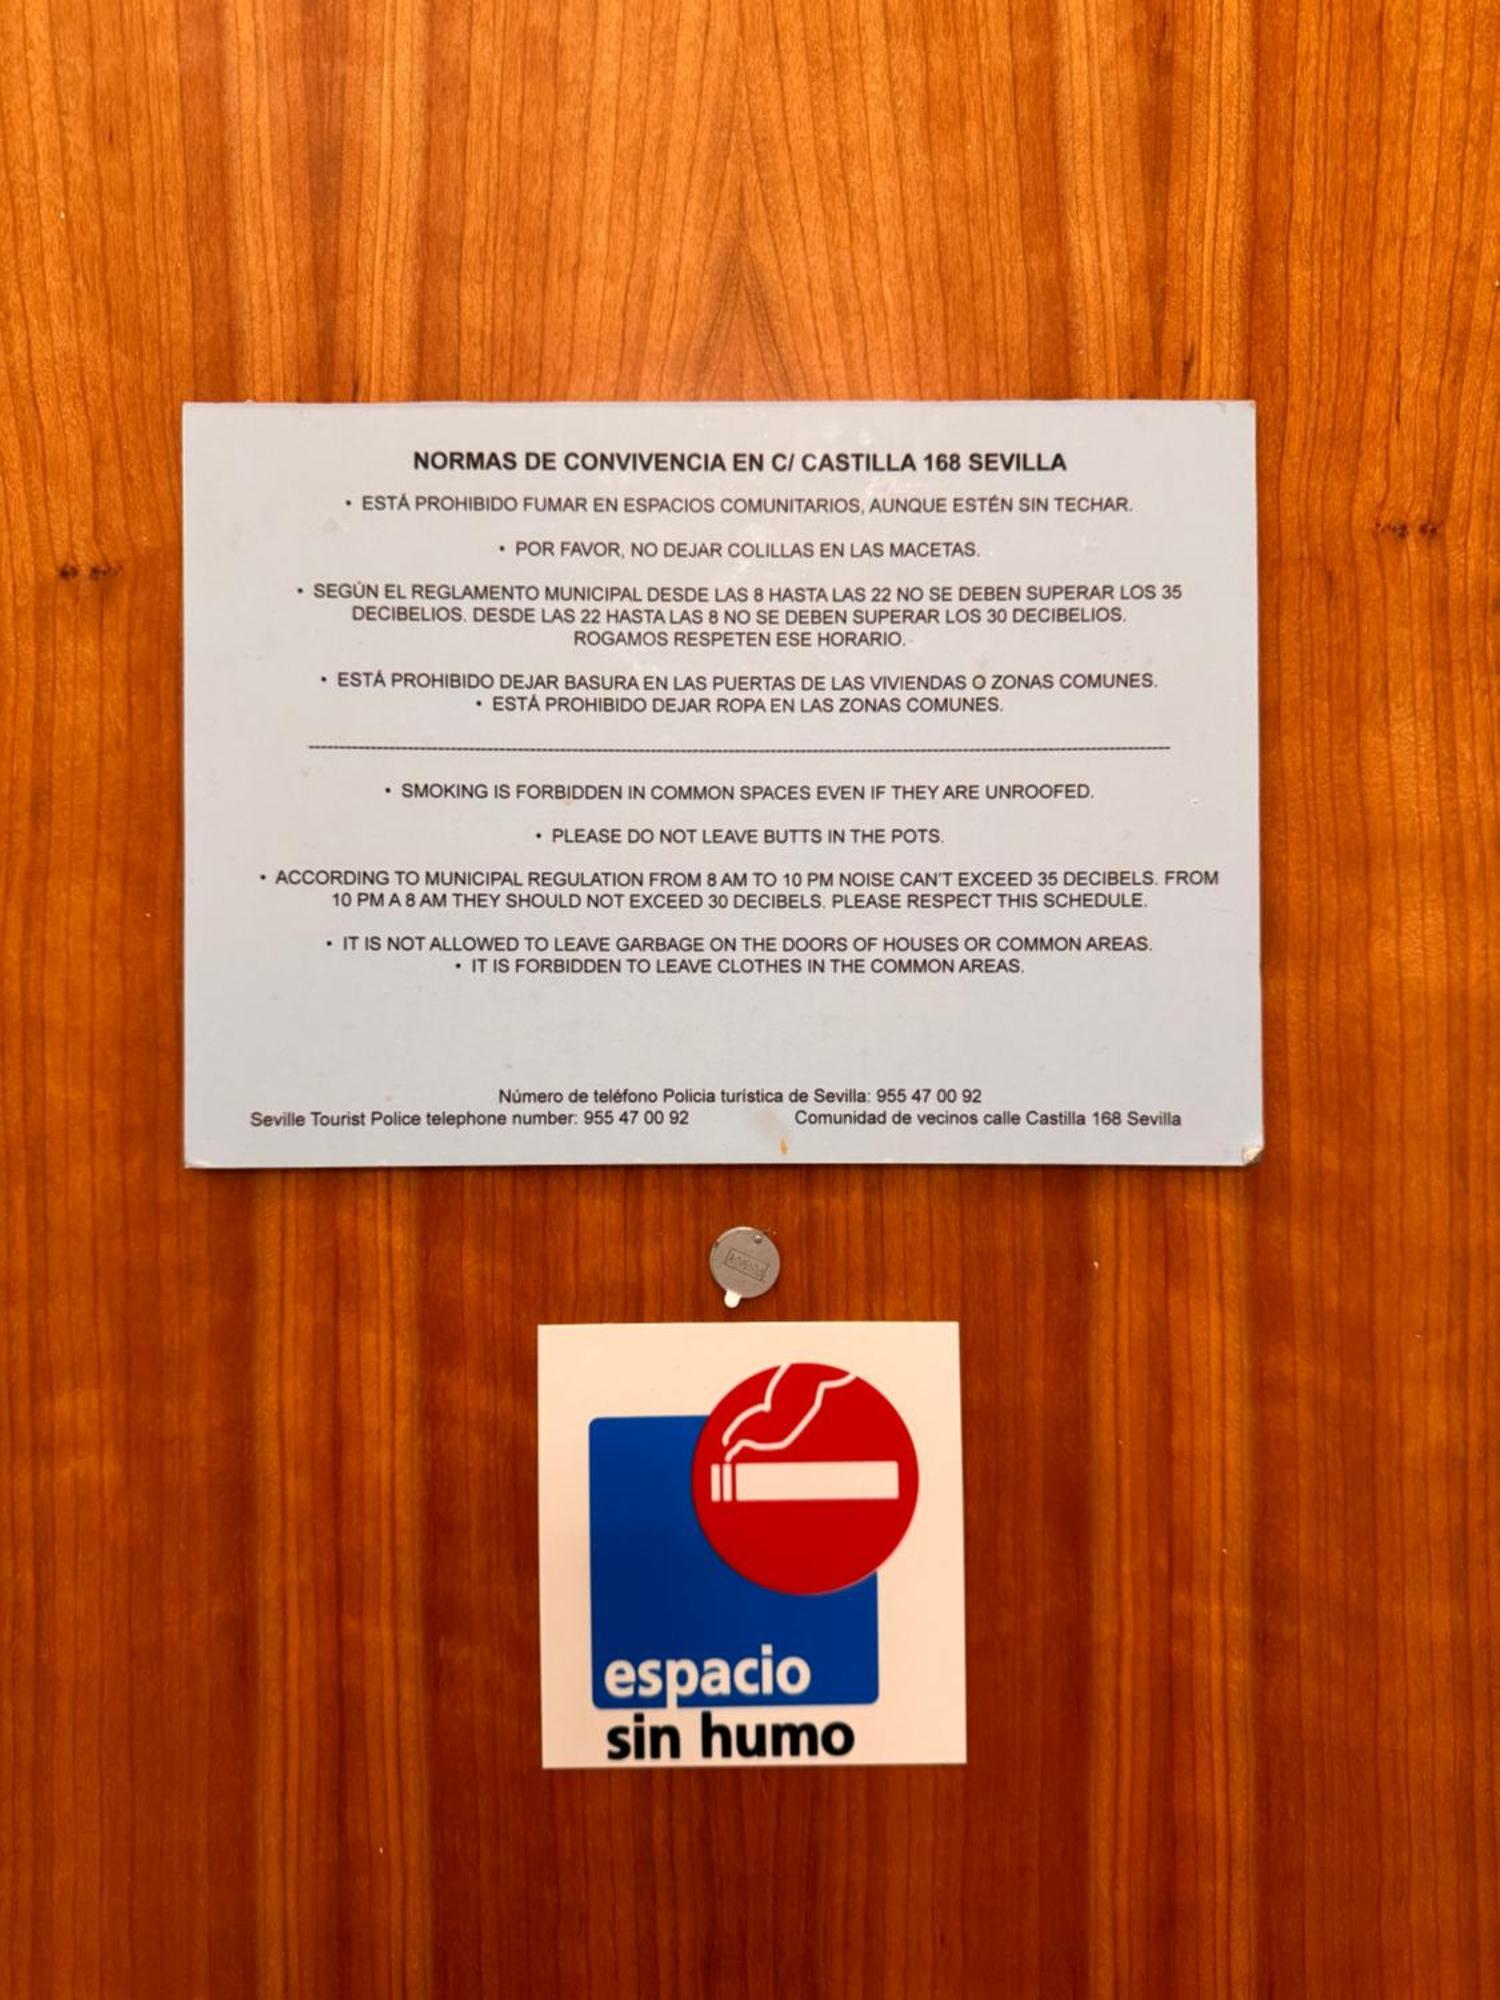 NORMAS DE CONVIVENCIA EN C/ CASTILLA 168 SEVILLA
• ESTÁ PROHIBIDO FUMAR EN ESPACIOS COMUNITARIOS, AUNQUE ESTÉN SIN TECHAR.
• POR FAVOR, NO DEJAR COLILLAS EN LAS MACETAS.
• SEGÚN EL REGLAMENTO MUNICIPAL DESDE LAS 8 HASTA LAS 22 NO SE DEBEN SUPERAR LOS 35
DECIBELIOS. DESDE LAS 22 HASTA LAS 8 NO SE DEBEN SUPERAR LOS 30 DECIBELIOS.
ROGAMOS RESPETEN ESE HORARIO.
• ESTÁ PROHIBIDO DEJAR BASURA EN LAS PUERTAS DE LAS VIVIENDAS O ZONAS COMUNES.
• ESTÁ PROHIBIDO DEJAR ROPA EN LAS ZONAS COMUNES.
• SMOKING IS FORBIDDEN IN COMMON SPACES EVEN IF THEY ARE UNROOFED.
• PLEASE DO NOT LEAVE BUTTS IN THE POTS.
• ACCORDING TO MUNICIPAL REGULATION FROM 8 AM TO 10 PM NOISE CAN'T EXCEED 35 DECIBELS. FROM
10 PM A 8 AM THEY SHOULD NOT EXCEED 30 DECIBELS. PLEASE RESPECT THIS SCHEDULE.
• IT IS NOT ALLOWED TO LEAVE GARBAGE ON THE DOORS OF HOUSES OR COMMON AREAS.
• IT IS FORBIDDEN TO LEAVE CLOTHES IN THE COMMON AREAS.
Número de teléfono Policia turística de Sevilla: 955 47 00 92
Seville Tourist Police telephone number: 955 47 00 92 Comunidad de vecinos calle Castilla 168 Sevilla
espacio
sin humo